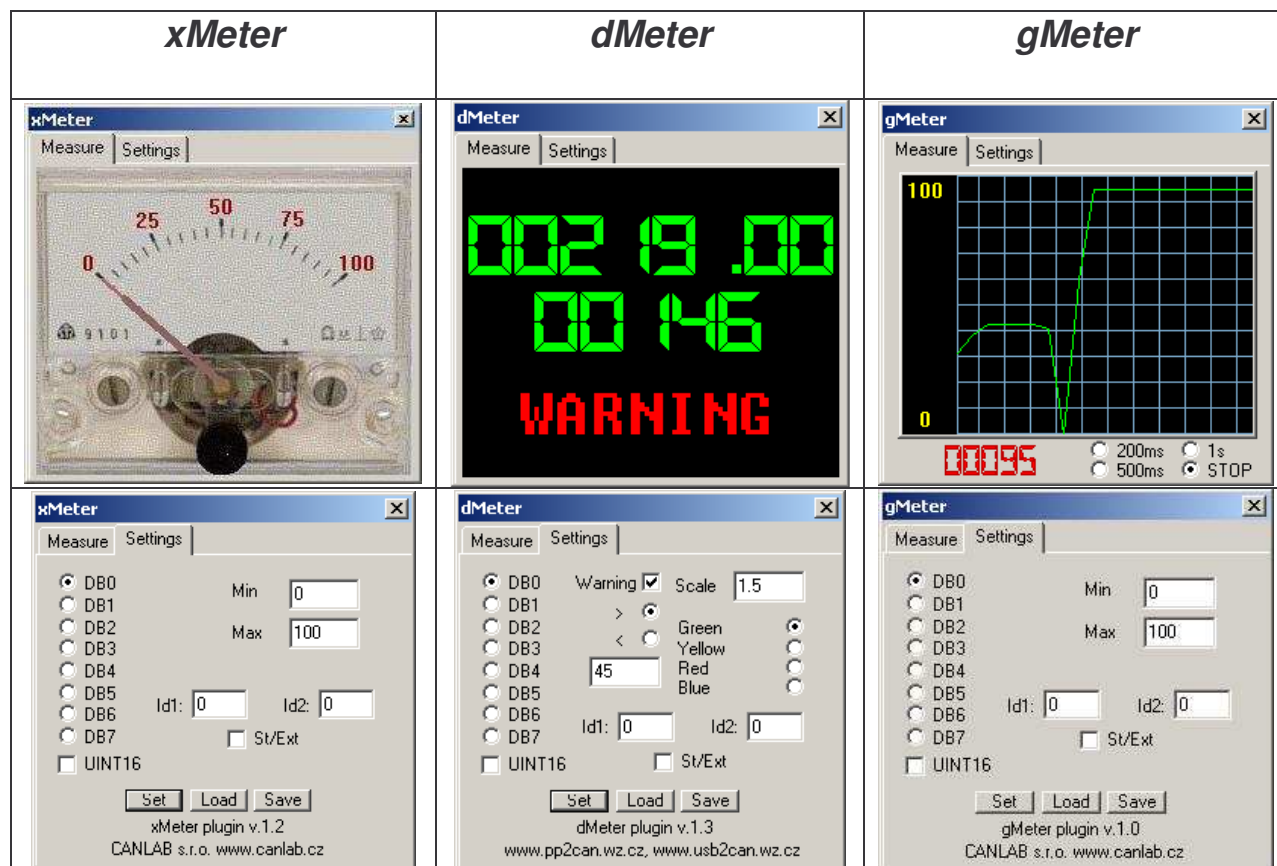 xMeter
dMeter
gMeter
xMeter
Measure Settings
0 25 50 75 100
9101
dMeter
Measure Settings
00219.00
00146
WARNING
gMeter
Measure Settings
100
0
00095
200ms 1s
500ms STOP
xMeter
Measure Settings
DB0
DB1
DB2
DB3
DB4
DB5
DB6
DB7
UINT16
Min 0
Max 100
Id1: 0 Id2: 0
St/Ext
Set Load Save
xMeter plugin v.1.2
CANLAB s.r.o. www.canlab.cz
dMeter
Measure Settings
DB0
DB1
DB2
DB3
DB4
DB5
DB6
DB7
UINT16
Warning
>
<
45
Scale 1.5
Green
Yellow
Red
Blue
Id1: 0 Id2: 0
St/Ext
Set Load Save
dMeter plugin v.1.3
www.pp2can.wz.cz, www.usb2can.wz.cz
gMeter
Measure Settings
DB0
DB1
DB2
DB3
DB4
DB5
DB6
DB7
UINT16
Min 0
Max 100
Id1: 0 Id2: 0
St/Ext
Set Load Save
gMeter plugin v.1.0
CANLAB s.r.o. www.canlab.cz